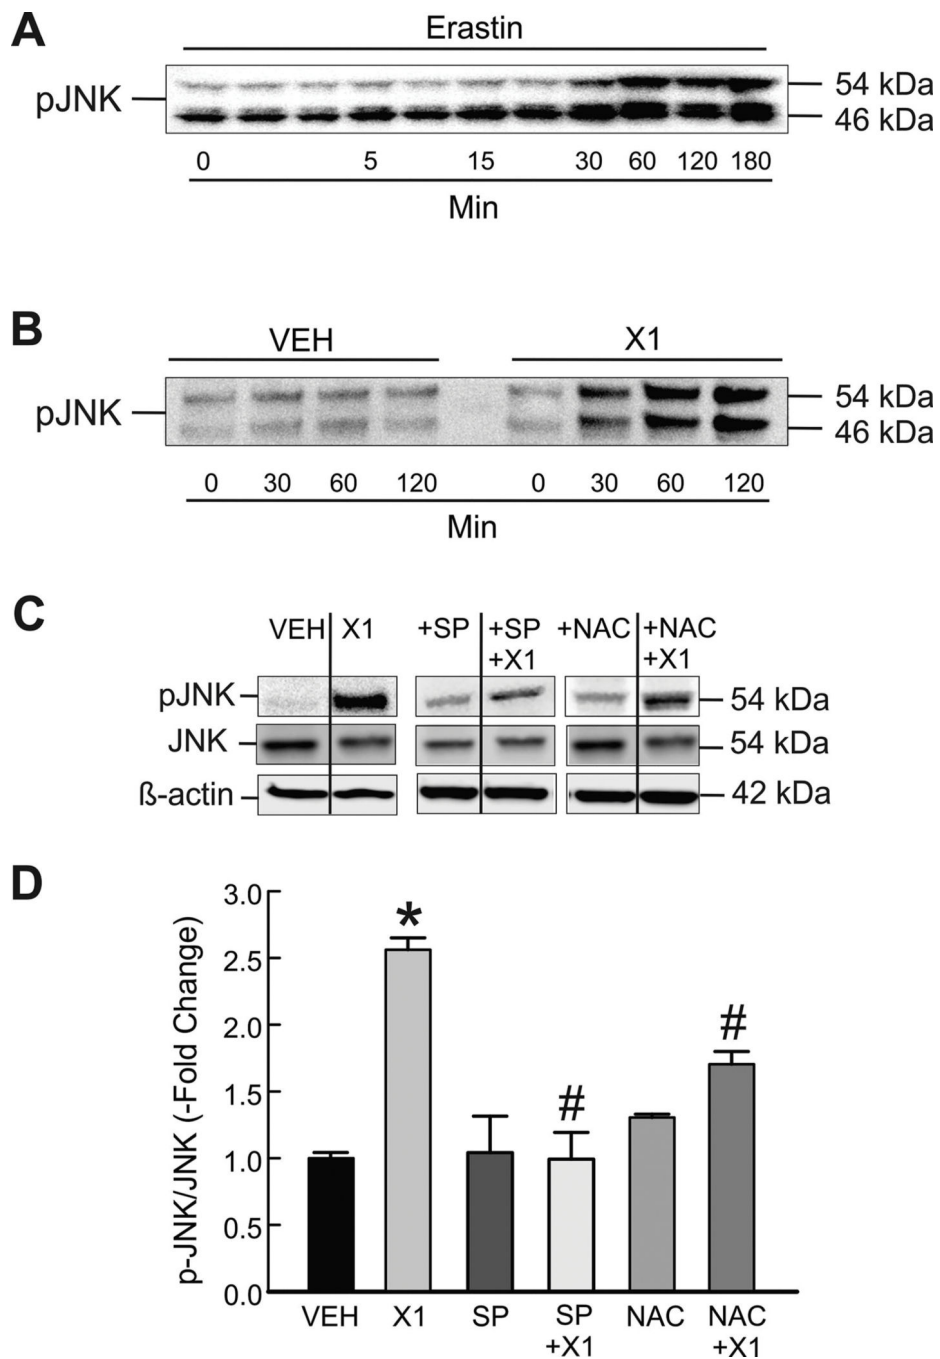 A
Erastin
pJNK
54 kDa
46 kDa
0 5 15 30 60 120 180
Min
B
VEH X1
pJNK
54 kDa
46 kDa
0 30 60 120 0 30 60 120
Min
C
VEH X1 +SP +SP +NAC +NAC
+X1 +X1
pJNK 54 kDa
JNK 54 kDa
ß-actin 42 kDa
D
p-JNK/JNK (-Fold Change)
3.0
2.5
2.0
1.5
1.0
0.5
0.0
*
#
#
VEH X1 SP SP NAC NAC
+X1 +X1